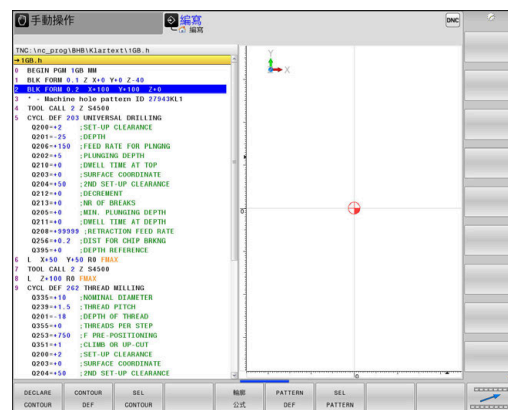 手動操作
編寫
編寫
DNC
TNC:\nc_prog\BHB\Klartext\1GB.h
→1GB.h
0 BEGIN PGM 1GB MM
1 BLK FORM 0.1 Z X+0 Y+0 Z-40
2 BLK FORM 0.2 X+100 Y+100 Z+0
3 * - Machine hole pattern ID 27943KL1
4 TOOL CALL 2 Z S4500
5 CYCL DEF 203 UNIVERSAL DRILLING
Q200=+2 ;SET-UP CLEARANCE
Q201=-25 ;DEPTH
Q206=+150 ;FEED RATE FOR PLNGNG
Q202=+5 ;PLUNGING DEPTH
Q210=+0 ;DWELL TIME AT TOP
Q203=+0 ;SURFACE COORDINATE
Q204=+50 ;2ND SET-UP CLEARANCE
Q212=+0 ;DECREMENT
Q213=+0 ;NR OF BREAKS
Q205=+0 ;MIN. PLUNGING DEPTH
Q211=+0 ;DWELL TIME AT DEPTH
Q208=+99999 ;RETRACTION FEED RATE
Q256=+0.2 ;DIST FOR CHIP BRKNG
Q395=+0 ;DEPTH REFERENCE
6 L X+50 Y+50 R0 FMAX
7 TOOL CALL 2 Z S4500
8 L Z+100 R0 FMAX
9 CYCL DEF 262 THREAD MILLING
Q335=+10 ;NOMINAL DIAMETER
Q239=+1.5 ;THREAD PITCH
Q201=-18 ;DEPTH OF THREAD
Q355=+0 ;THREADS PER STEP
Q253=+750 ;F PRE-POSITIONING
Q351=+1 ;CLIMB OR UP-CUT
Q200=+2 ;SET-UP CLEARANCE
Q203=+0 ;SURFACE COORDINATE
Q204=+50 ;2ND SET-UP CLEARANCE
Y
X
0
0
DECLARE CONTOUR
CONTOUR DEF
SEL CONTOUR
輪廓 公式
PATTERN DEF
SEL PATTERN